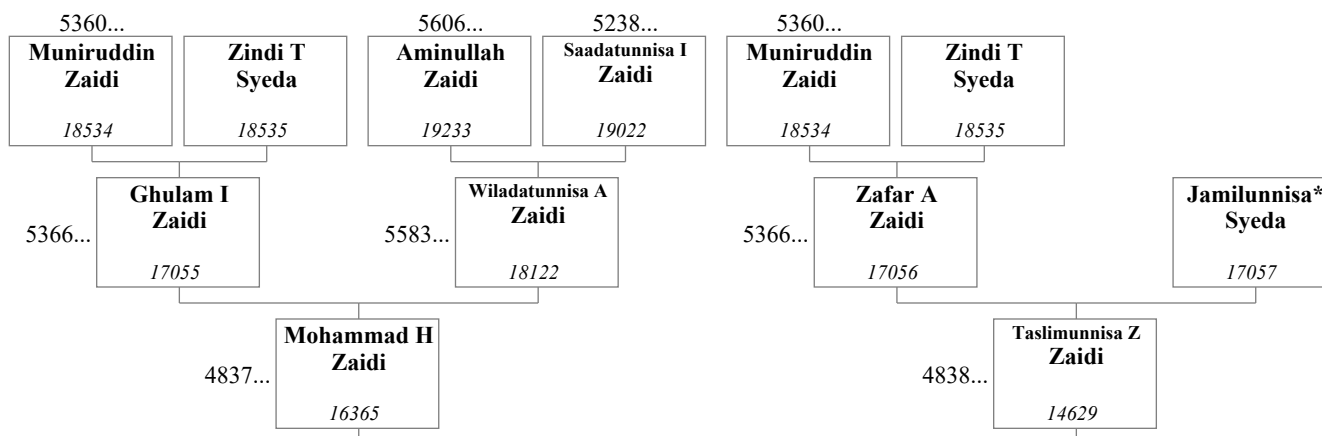 5360... 5606... 5238... 5360...
Muniruddin Zaidi 18534
Zindi T Syeda 18535
Aminullah Zaidi 19233
Saadatunnisa I Zaidi 19022
Muniruddin Zaidi 18534
Zindi T Syeda 18535
5366... Ghulam I Zaidi 17055
5583... Wiladatunnisa A Zaidi 18122
5366... Zafar A Zaidi 17056
Jamilunnisa* Syeda 17057
4837... Mohammad H Zaidi 16365
4838... Taslimunnisa Z Zaidi 14629